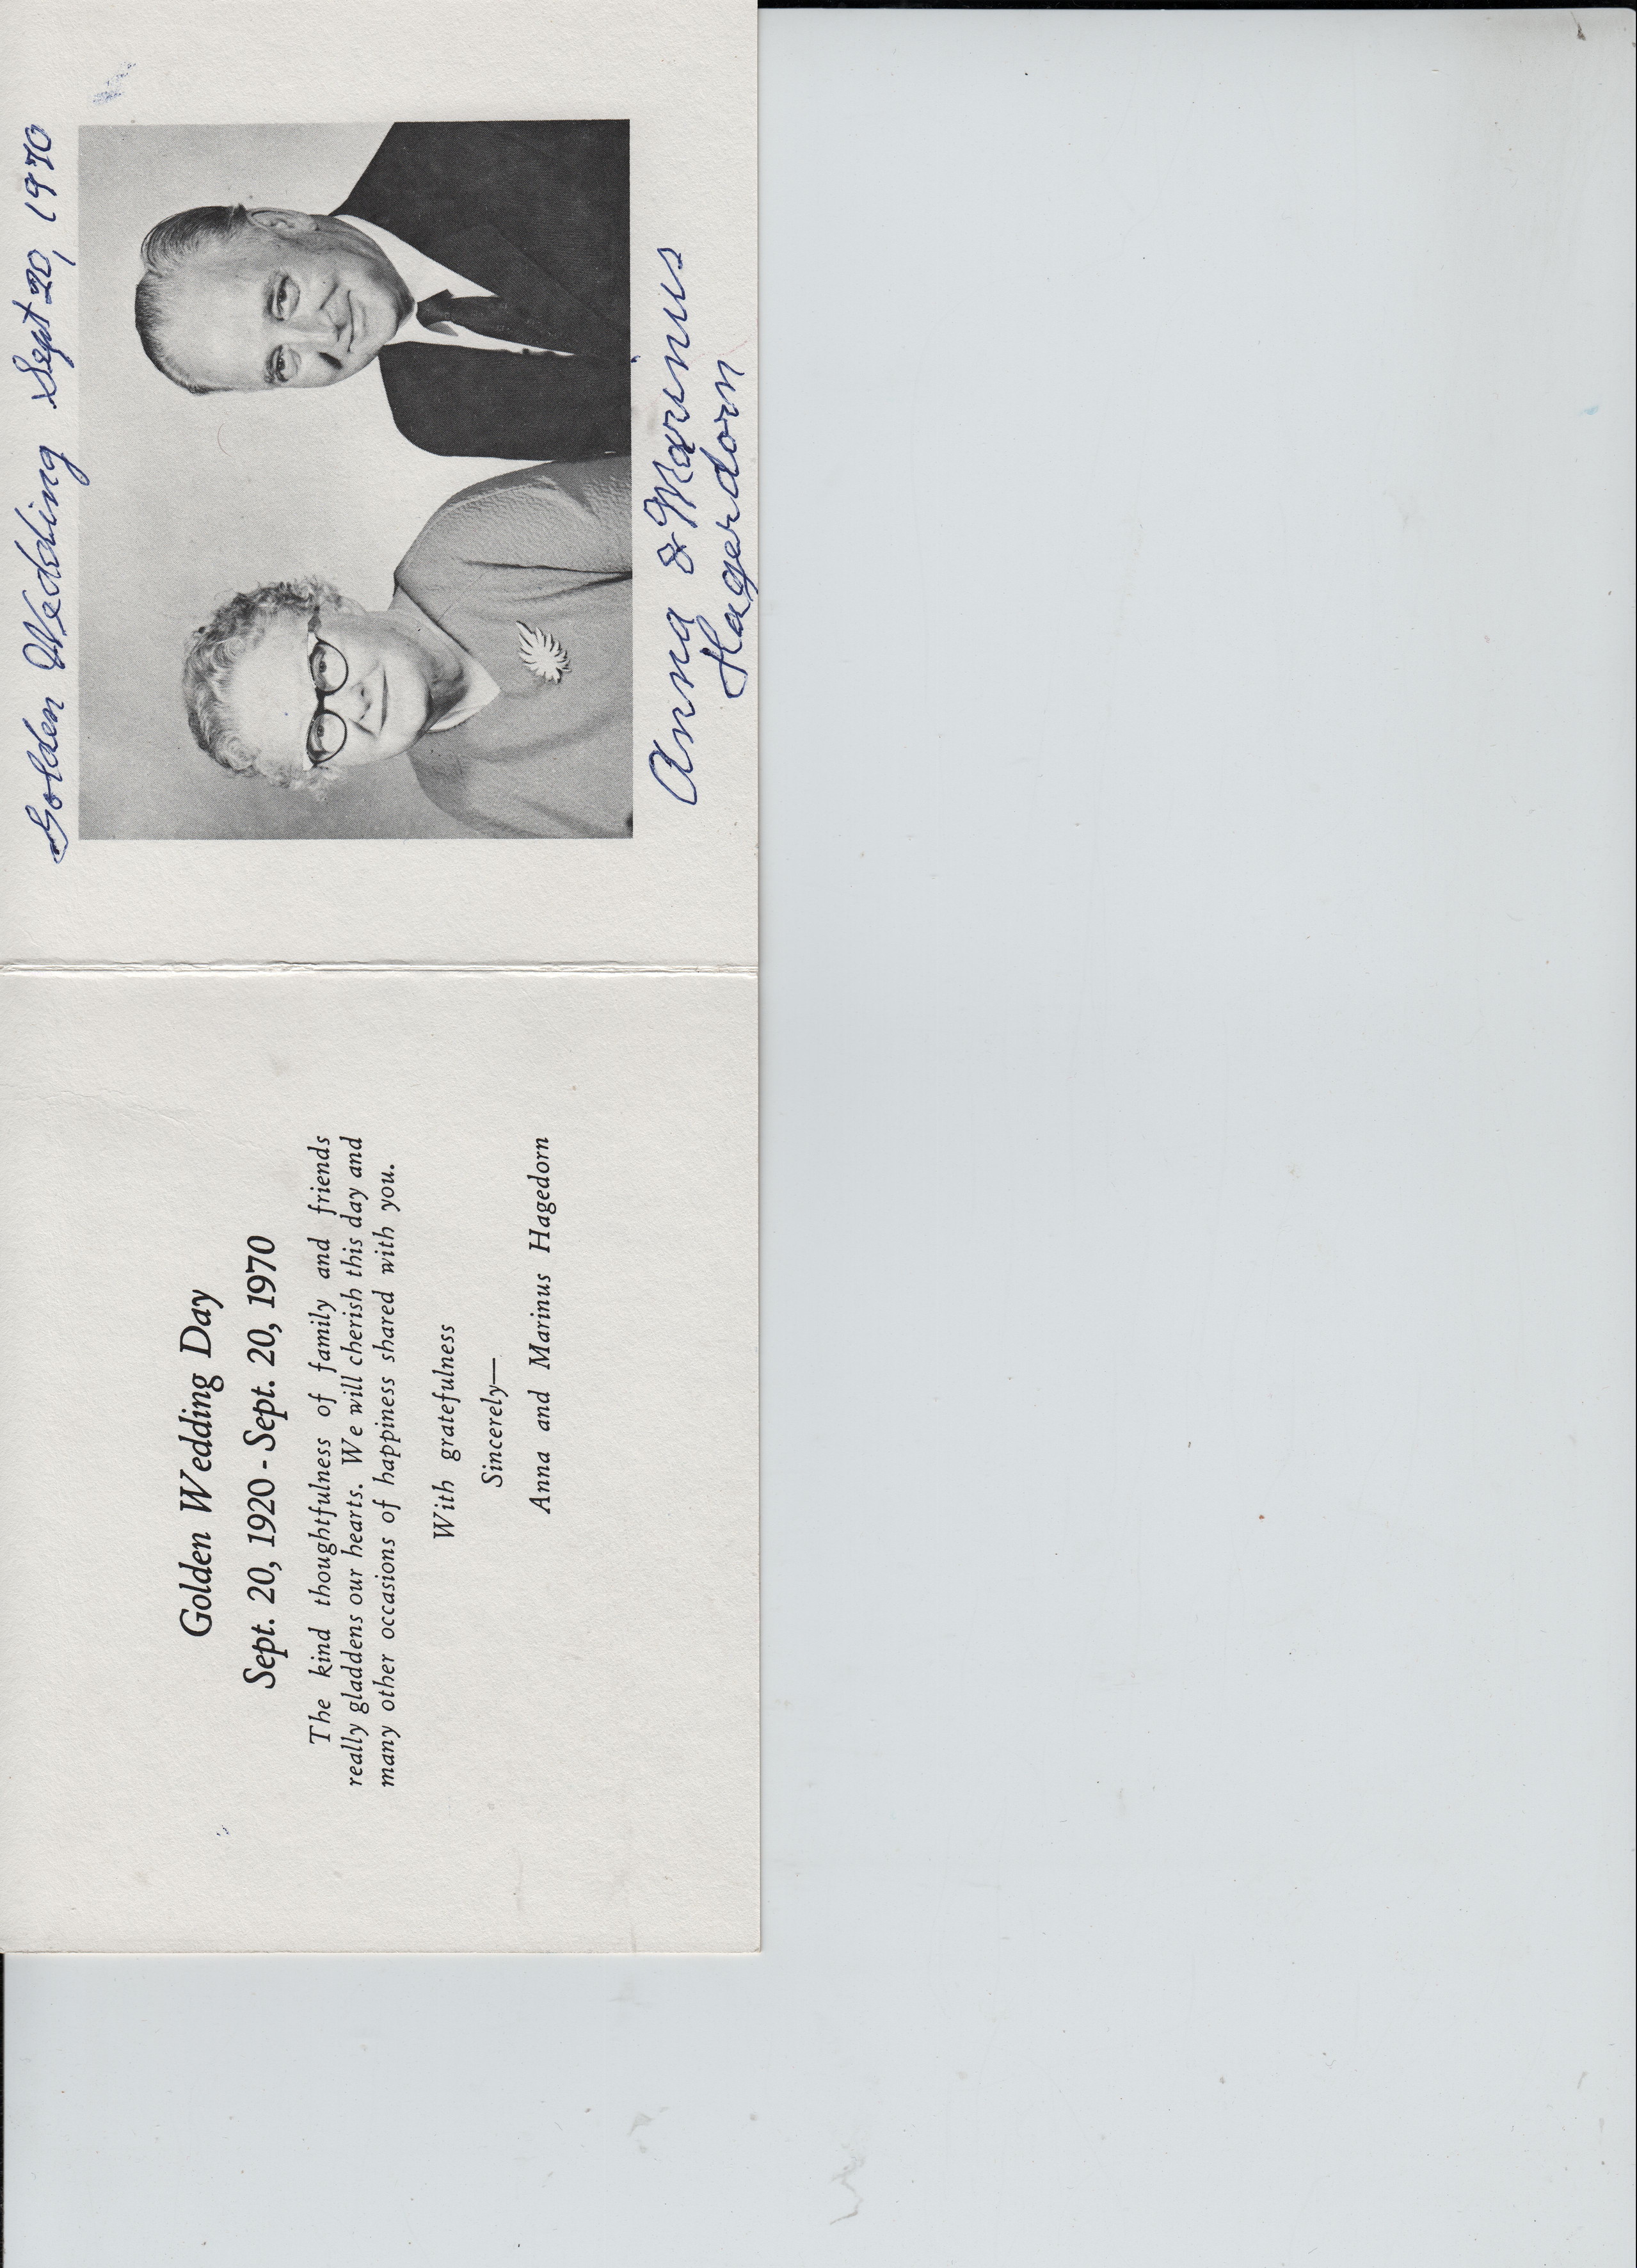 Golden Wedding Day
Sept. 20, 1920 - Sept. 20, 1970
The kind thoughtfulness of family and friends
really gladdens our hearts. We will cherish this day and
many other occasions of happiness shared with you.
With gratefulness
Sincerely—
Anna and Marinus Hagedorn
Golden Wedding Sept 20, 1970
Anna & Marinus
Hagerdorn